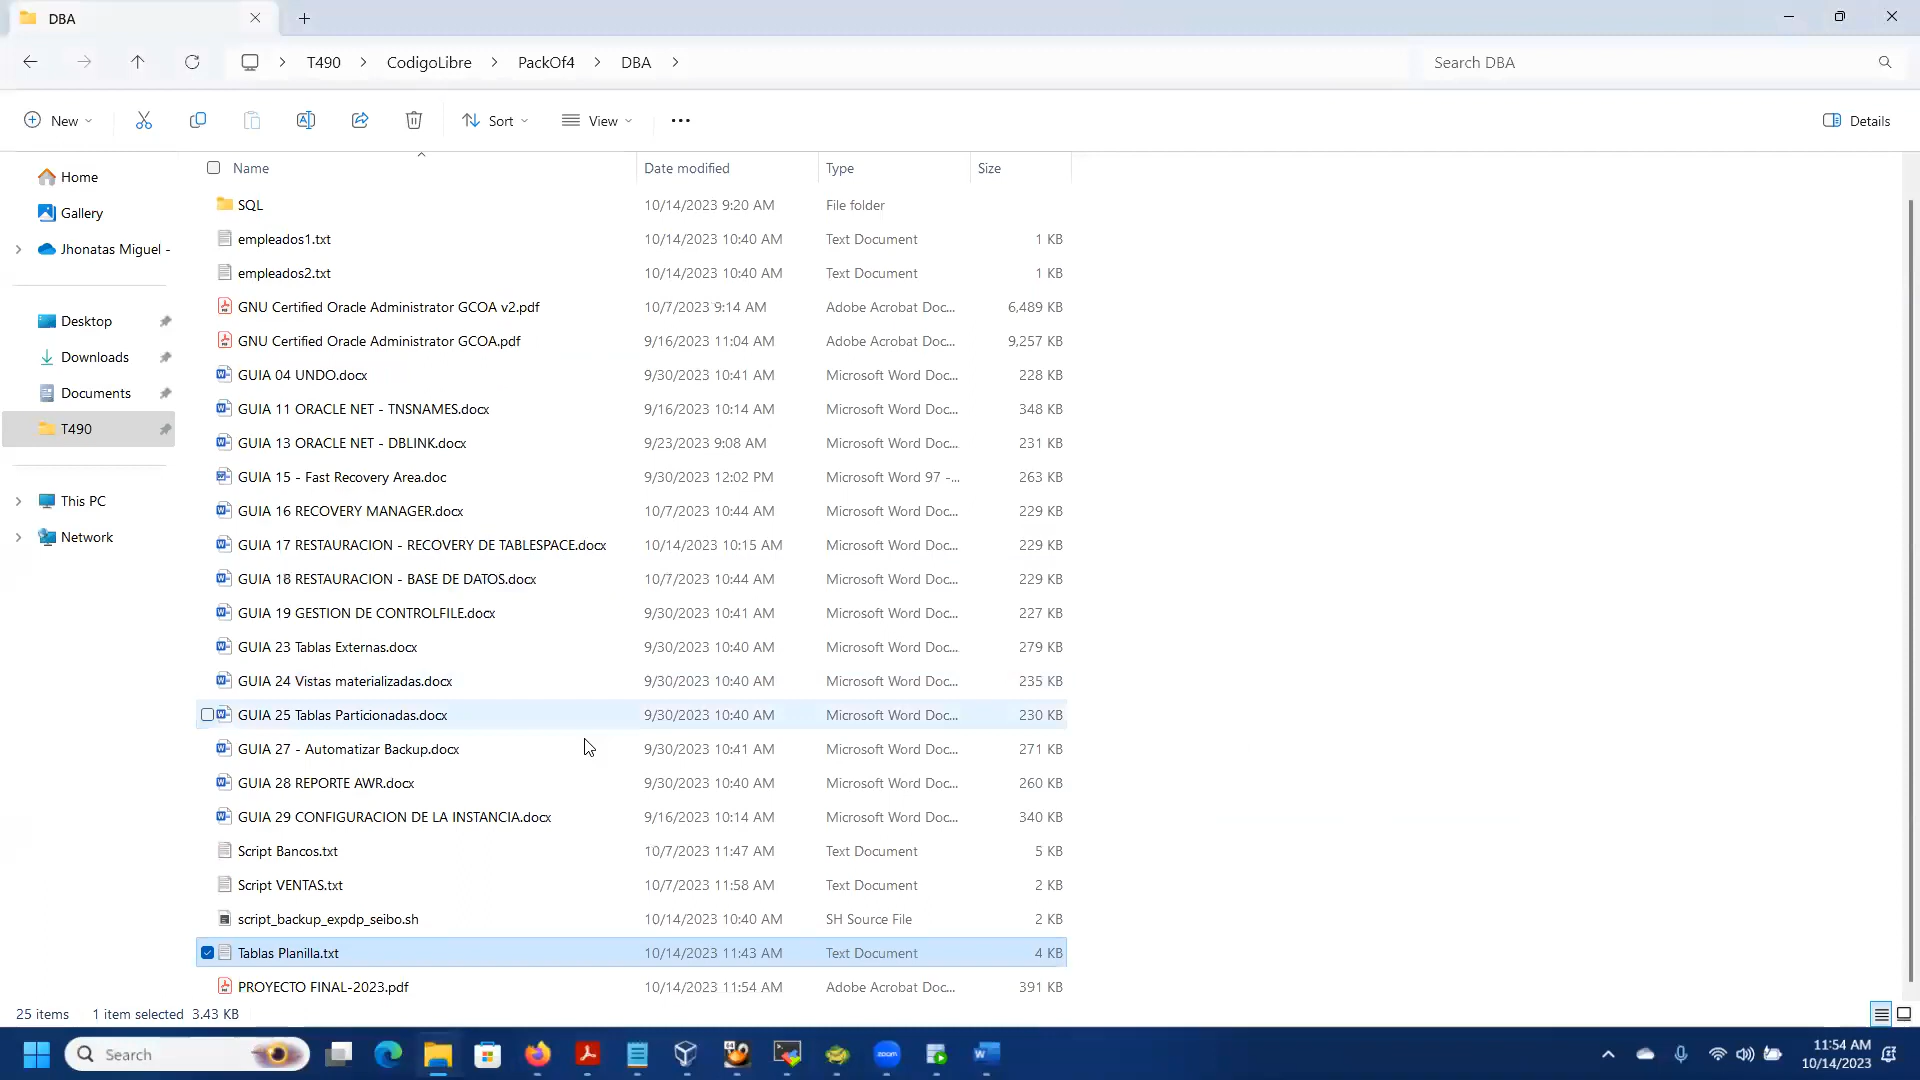 DBA
T490 CodigoLibre PackOf4 DBA Search DBA
New Sort View Details
Name Date modified Type Size
Home
Gallery
Jhonatas Miguel -
Desktop
Downloads
Documents
T490
This PC
Network
SQL 10/14/2023 9:20 AM File folder
empleados1.txt 10/14/2023 10:40 AM Text Document 1 KB
empleados2.txt 10/14/2023 10:40 AM Text Document 1 KB
GNU Certified Oracle Administrator GCOA v2.pdf 10/7/2023 9:14 AM Adobe Acrobat Doc... 6,489 KB
GNU Certified Oracle Administrator GCOA.pdf 9/16/2023 11:04 AM Adobe Acrobat Doc... 9,257 KB
GUIA 04 UNDO.docx 9/30/2023 10:41 AM Microsoft Word Doc... 228 KB
GUIA 11 ORACLE NET - TNSNAMES.docx 9/16/2023 10:14 AM Microsoft Word Doc... 348 KB
GUIA 13 ORACLE NET - DBLINK.docx 9/23/2023 9:08 AM Microsoft Word Doc... 231 KB
GUIA 15 - Fast Recovery Area.doc 9/30/2023 12:02 PM Microsoft Word 97 -... 263 KB
GUIA 16 RECOVERY MANAGER.docx 10/7/2023 10:44 AM Microsoft Word Doc... 229 KB
GUIA 17 RESTAURACION - RECOVERY DE TABLESPACE.docx 10/14/2023 10:15 AM Microsoft Word Doc... 229 KB
GUIA 18 RESTAURACION - BASE DE DATOS.docx 10/7/2023 10:44 AM Microsoft Word Doc... 229 KB
GUIA 19 GESTION DE CONTROLFILE.docx 9/30/2023 10:41 AM Microsoft Word Doc... 227 KB
GUIA 23 Tablas Externas.docx 9/30/2023 10:40 AM Microsoft Word Doc... 279 KB
GUIA 24 Vistas materializadas.docx 9/30/2023 10:40 AM Microsoft Word Doc... 235 KB
GUIA 25 Tablas Particionadas.docx 9/30/2023 10:40 AM Microsoft Word Doc... 230 KB
GUIA 27 - Automatizar Backup.docx 9/30/2023 10:41 AM Microsoft Word Doc... 271 KB
GUIA 28 REPORTE AWR.docx 9/30/2023 10:40 AM Microsoft Word Doc... 260 KB
GUIA 29 CONFIGURACION DE LA INSTANCIA.docx 9/16/2023 10:14 AM Microsoft Word Doc... 340 KB
Script Bancos.txt 10/7/2023 11:47 AM Text Document 5 KB
Script VENTAS.txt 10/7/2023 11:58 AM Text Document 2 KB
script_backup_expdp_seibo.sh 10/14/2023 10:40 AM SH Source File 2 KB
Tablas Planilla.txt 10/14/2023 11:43 AM Text Document 4 KB
PROYECTO FINAL-2023.pdf 10/14/2023 11:54 AM Adobe Acrobat Doc... 391 KB
25 items 1 item selected 3.43 KB
Search
zoom
11:54 AM
10/14/2023